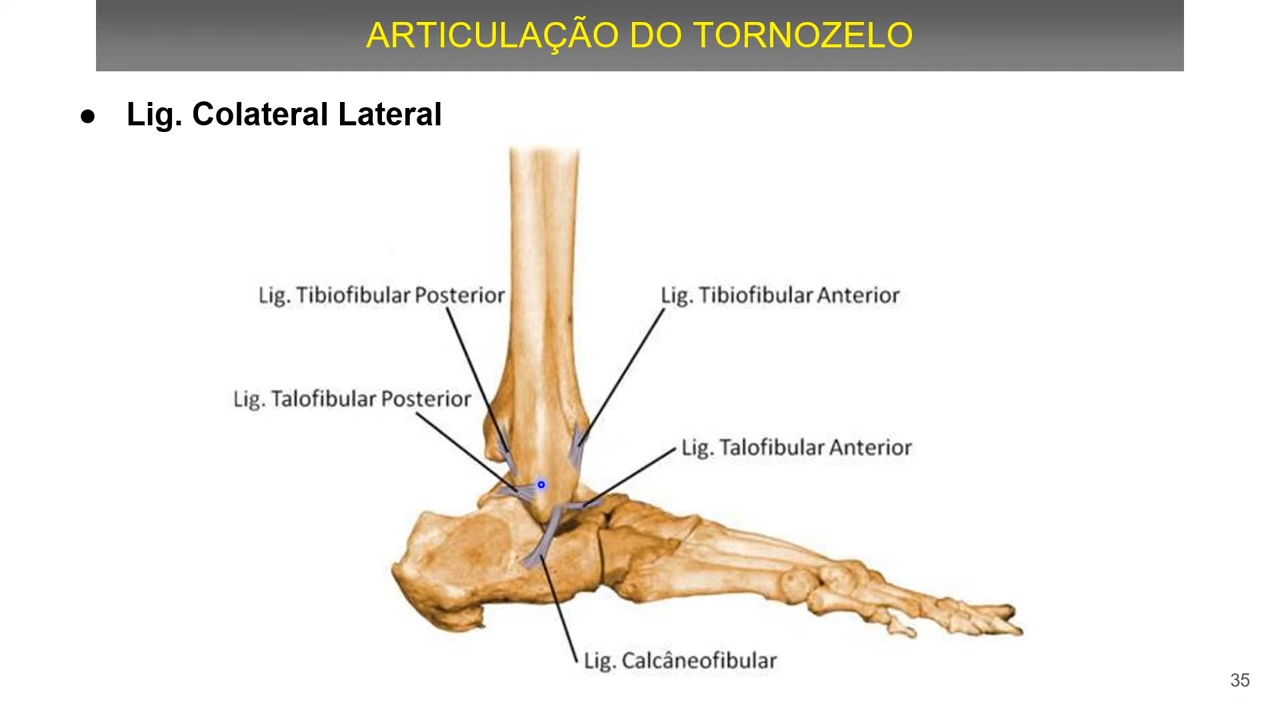 ARTICULAÇÃO DO TORNOZELO
● Lig. Colateral Lateral
Lig. Tibiofibular Posterior
Lig. Tibiofibular Anterior
Lig. Talofibular Posterior
Lig. Talofibular Anterior
Lig. Calcâneofibular
35